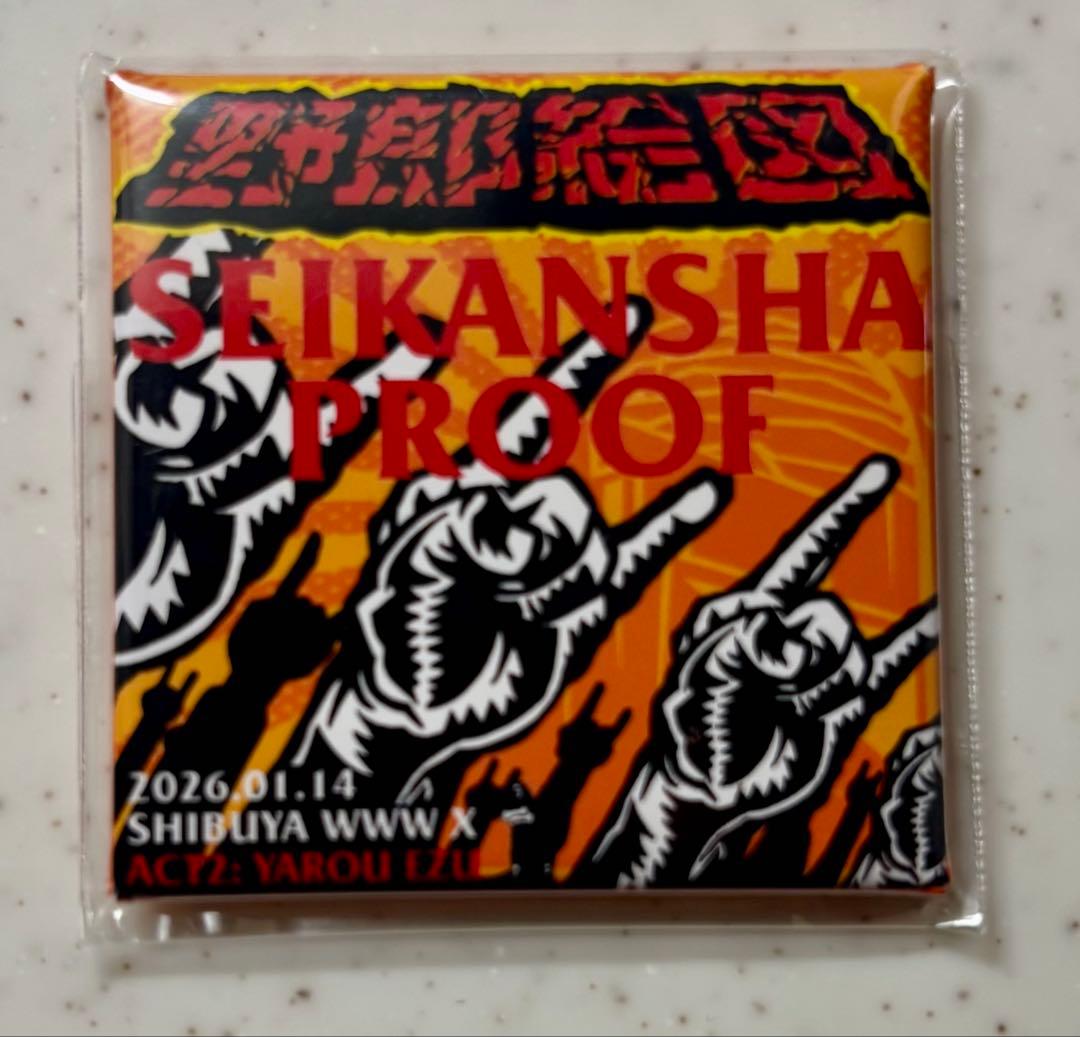 野郎絵図
SEIKANSHA
PROOF
2026.01.14
SHIBUYA WWW X
ACT2: YAROU EZU